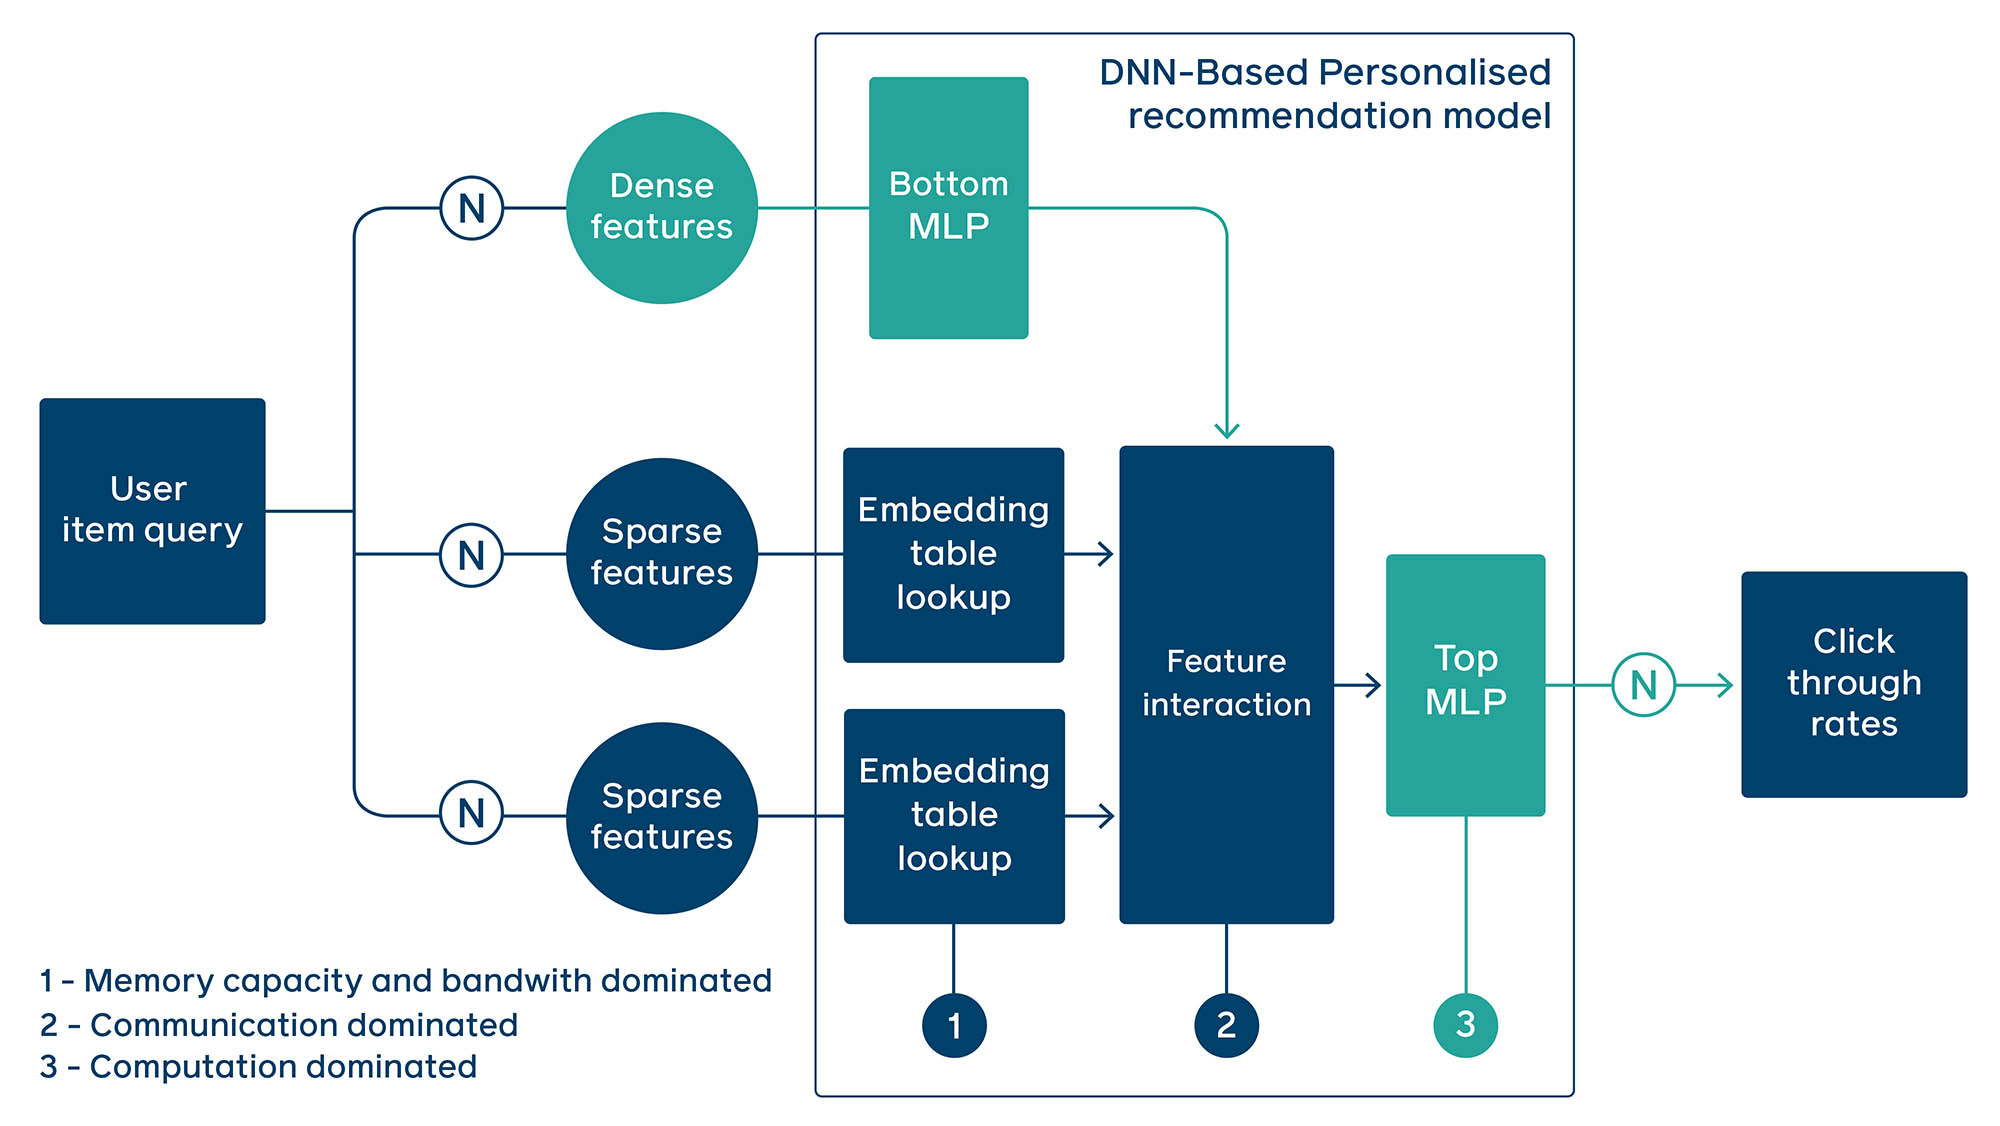 DNN-Based Personalised
recommendation model
N
Dense
features
Bottom
MLP
User
item query
N
Sparse
features
Embedding
table
lookup
Feature
interaction
Top
MLP
N
Click
through
rates
N
Sparse
features
Embedding
table
lookup
1 - Memory capacity and bandwith dominated
2 - Communication dominated
3 - Computation dominated
1
2
3